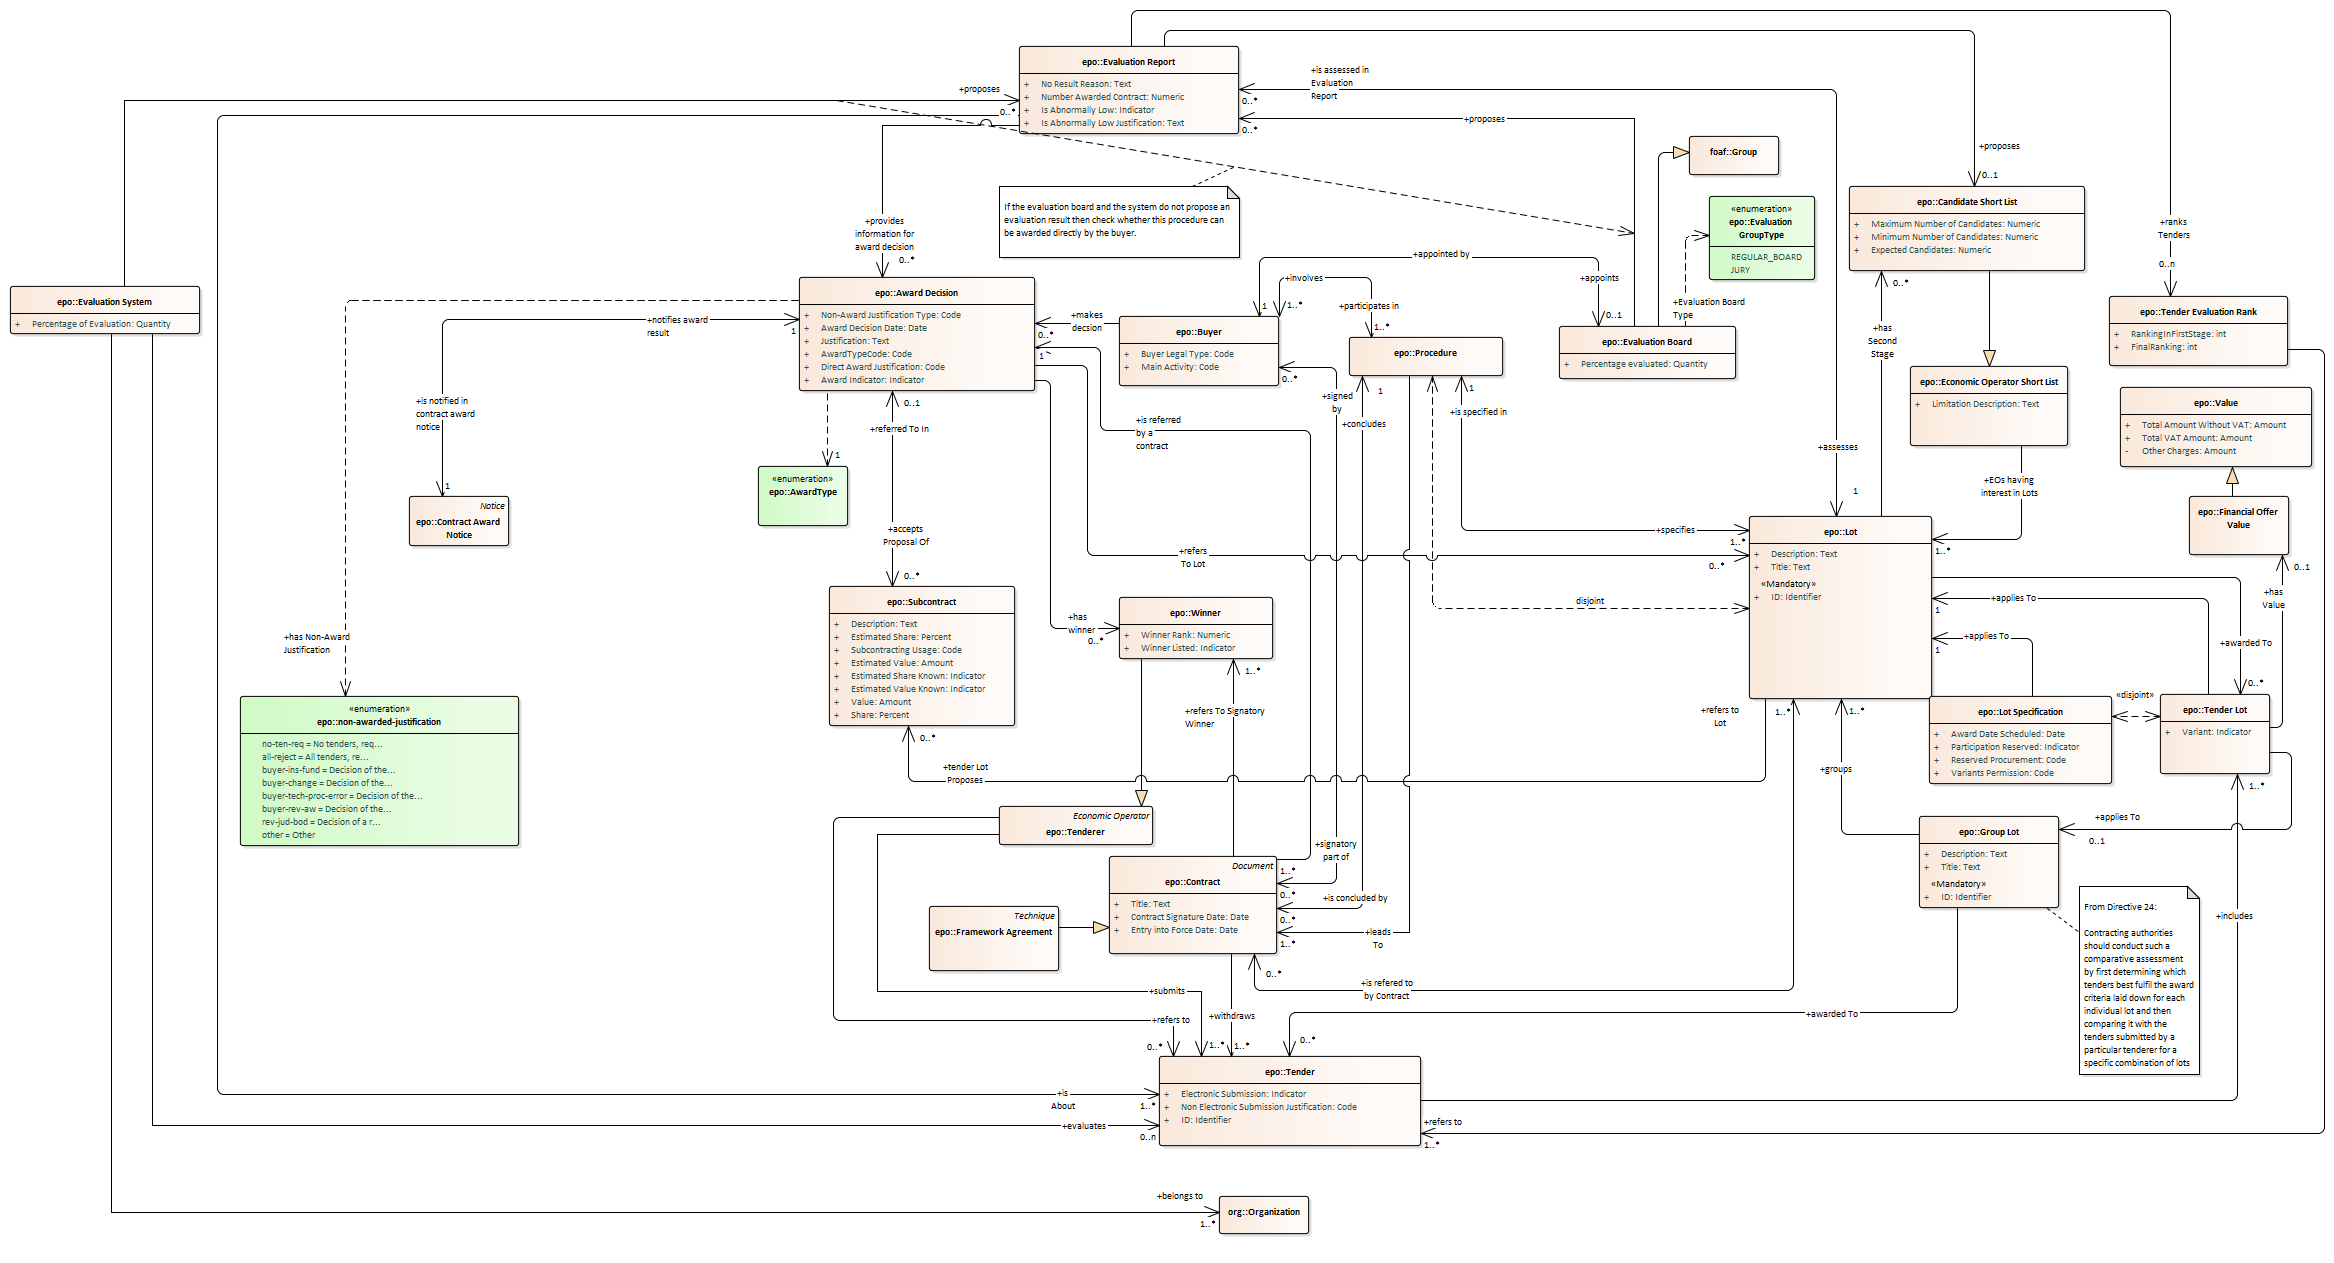 epo::Evaluation Report
+ No Result Reason: Text
+ Number Awarded Contract: Numeric
+ Is Abnormally Low: Indicator
+ Is Abnormally Low Justification: Text
+is assessed in
Evaluation
Report
0..*
+proposes
0..*
+proposes
0..*
foaf::Group
+proposes
0..1
«enumeration»
epo::Evaluation
GroupType
REGULAR_BOARD
JURY
epo::Candidate Short List
+ Maximum Number of Candidates: Numeric
+ Minimum Number of Candidates: Numeric
+ Expected Candidates: Numeric
+ranks
Tenders
0..n
If the evaluation board and the system do not propose an
evaluation result then check whether this procedure can
be awarded directly by the buyer.
+provides
information for
award decision
0..*
+appointed by
+appoints
0..1
+involves
1
1..*
+participates in
1..*
+Evaluation Board
Type
epo::Evaluation System
+ Percentage of Evaluation: Quantity
epo::Award Decision
+ Non-Award Justification Type: Code
+ Award Decision Date: Date
+ Justification: Text
+ AwardTypeCode: Code
+ Direct Award Justification: Code
+ Award Indicator: Indicator
+notifies award
result
1
+makes
decsion
0..*
1
epo::Buyer
+ Buyer Legal Type: Code
+ Main Activity: Code
epo::Procedure
epo::Evaluation Board
+ Percentage evaluated: Quantity
+has
Second
Stage
0..*
epo::Tender Evaluation Rank
+ RankingInFirstStage: int
+ FinalRanking: int
epo::Economic Operator Short List
+ Limitation Description: Text
epo::Value
+ Total Amount Without VAT: Amount
+ Total VAT Amount: Amount
- Other Charges: Amount
+is notified in
contract award
notice
1
Notice
epo::Contract Award
Notice
0..1
+referred To In
1
«enumeration»
epo::AwardType
+is referred
by a
contract
0..*
+signed
by
+concludes
1
1
+is specified in
+assesses
1
+EOs having
interest in Lots
1..*
epo::Financial Offer
Value
0..1
+has
Value
+accepts
Proposal Of
0..*
+refers
To Lot
0..*
+specifies
1..*
epo::Lot
+ Description: Text
+ Title: Text
«Mandatory»
+ ID: Identifier
disjoint
+applies To
1
+applies To
1
+awarded To
0..*
epo::Subcontract
+ Description: Text
+ Estimated Share: Percent
+ Subcontracting Usage: Code
+ Estimated Value: Amount
+ Estimated Share Known: Indicator
+ Estimated Value Known: Indicator
+ Value: Amount
+ Share: Percent
+has
winner
0..*
epo::Winner
+ Winner Rank: Numeric
+ Winner Listed: Indicator
1..*
+has Non-Award
Justification
«enumeration»
epo::non-awarded-justification
no-ten-req = No tenders, req...
all-reject = All tenders, re...
buyer-ins-fund = Decision of the...
buyer-change = Decision of the...
buyer-tech-proc-error = Decision of the...
buyer-rev-aw = Decision of the...
rev-jud-bod = Decision of a r...
other = Other
+refers To Signatory
Winner
+refers to
Lot
1..*
1..*
«disjoint»
epo::Lot Specification
+ Award Date Scheduled: Date
+ Participation Reserved: Indicator
+ Reserved Procurement: Code
+ Variants Permission: Code
epo::Tender Lot
+ Variant: Indicator
0..*
+tender Lot
Proposes
+groups
1..*
+applies To
0..1
Economic Operator
epo::Tenderer
+signatory
part of
Document
epo::Contract
+ Title: Text
+ Contract Signature Date: Date
+ Entry into Force Date: Date
1..*
0..*
0..*
1..*
+is concluded by
+leads
To
Technique
epo::Framework Agreement
epo::Group Lot
+ Description: Text
+ Title: Text
«Mandatory»
+ ID: Identifier
From Directive 24:
Contracting authorities
should conduct such a
comparative assessment
by first determining which
tenders best fulfil the award
criteria laid down for each
individual lot and then
comparing it with the
tenders submitted by a
particular tenderer for a
specific combination of lots
+includes
0..*
+is refered to
by Contract
+submits
+refers to
+withdraws
+awarded To
0..*
1..*
1..*
0..*
epo::Tender
+ Electronic Submission: Indicator
+ Non Electronic Submission Justification: Code
+ ID: Identifier
+is
About
1..*
+evaluates
0..n
+refers to
1..*
+belongs to
1..*
org::Organization